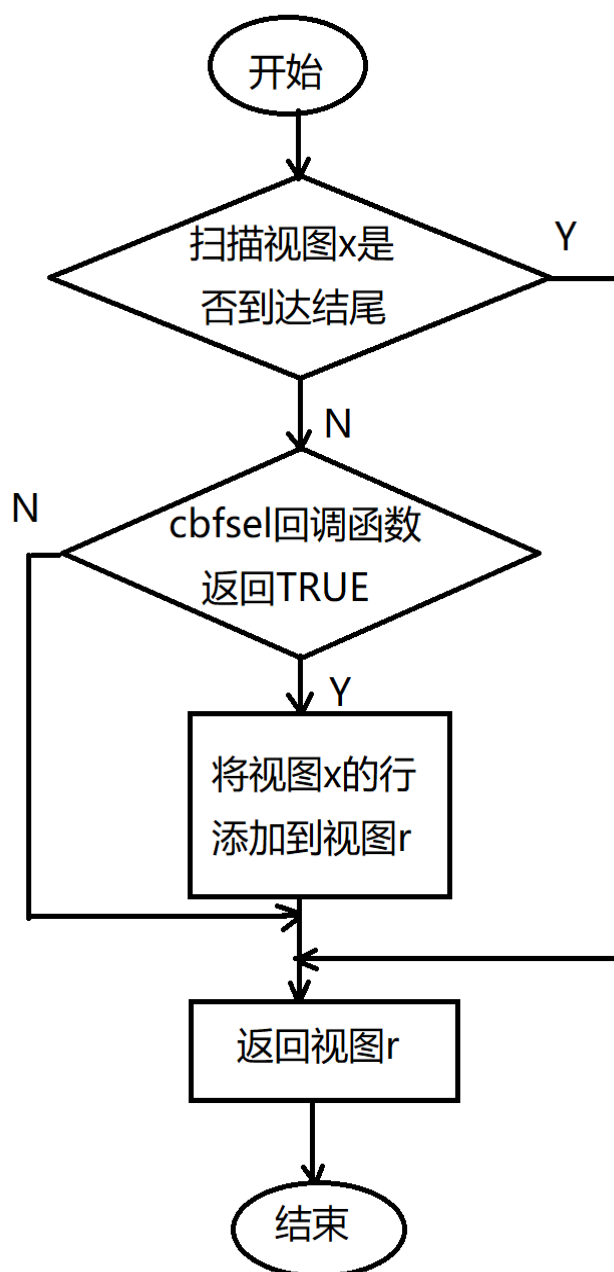 开始
扫描视图x是
否到达结尾
Y
N
cbfsel回调函数
返回TRUE
N
Y
将视图x的行
添加到视图r
返回视图r
结束